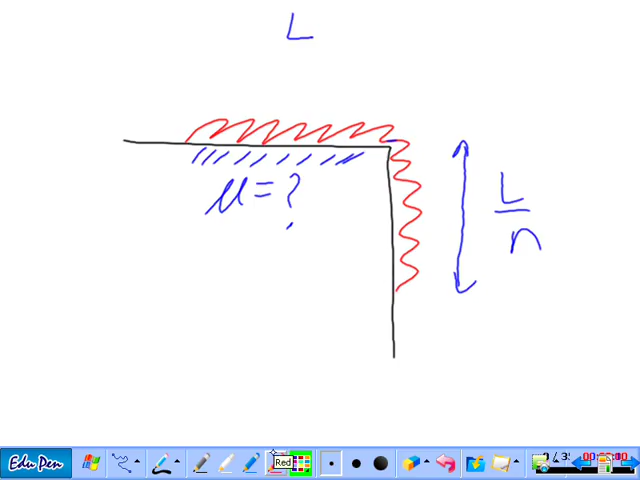 L
μ = ?
L/n
Edu Pen
Red